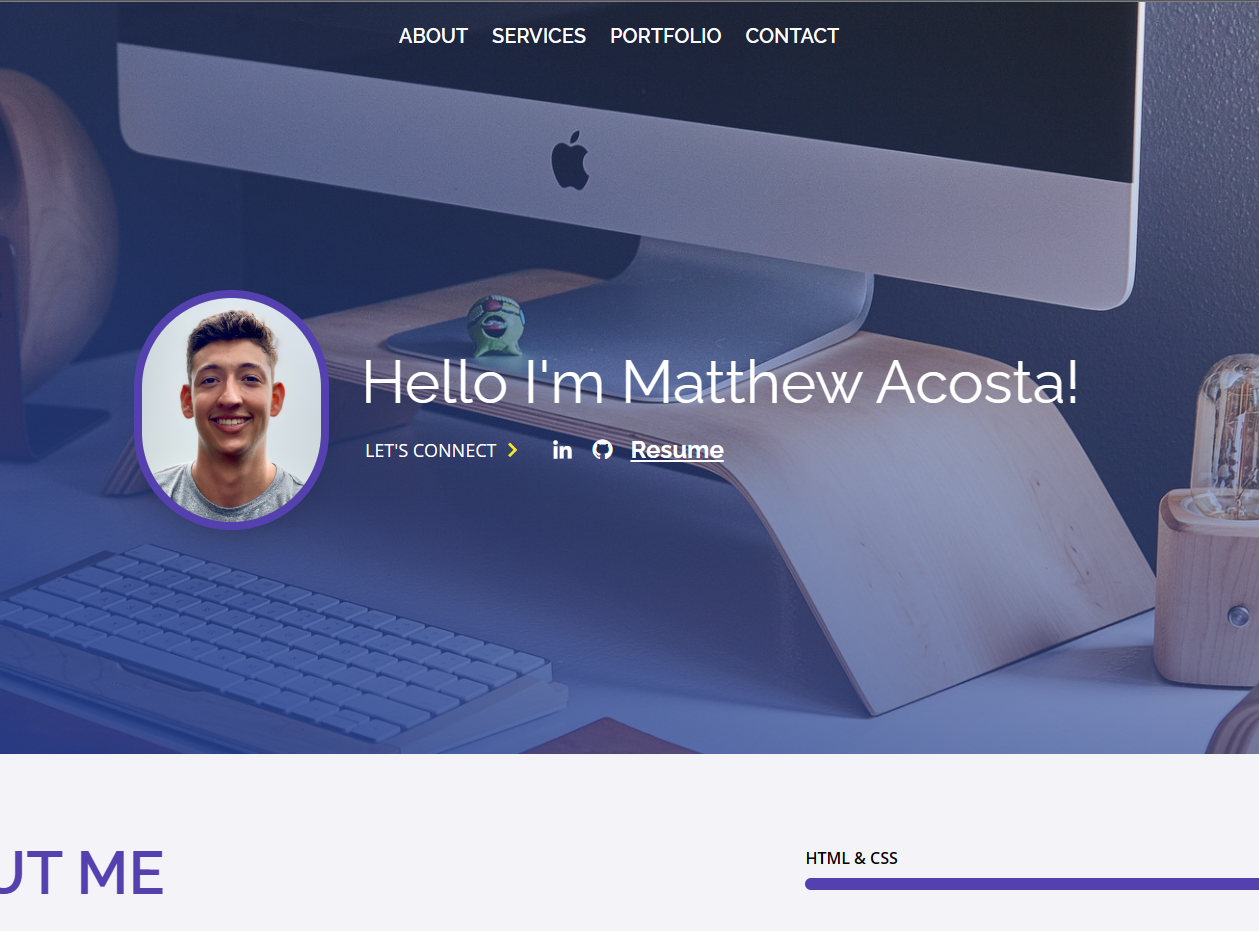 ABOUT SERVICES PORTFOLIO CONTACT
Hello I'm Matthew Acosta!
LET'S CONNECT in Resume
UT ME
HTML & CSS